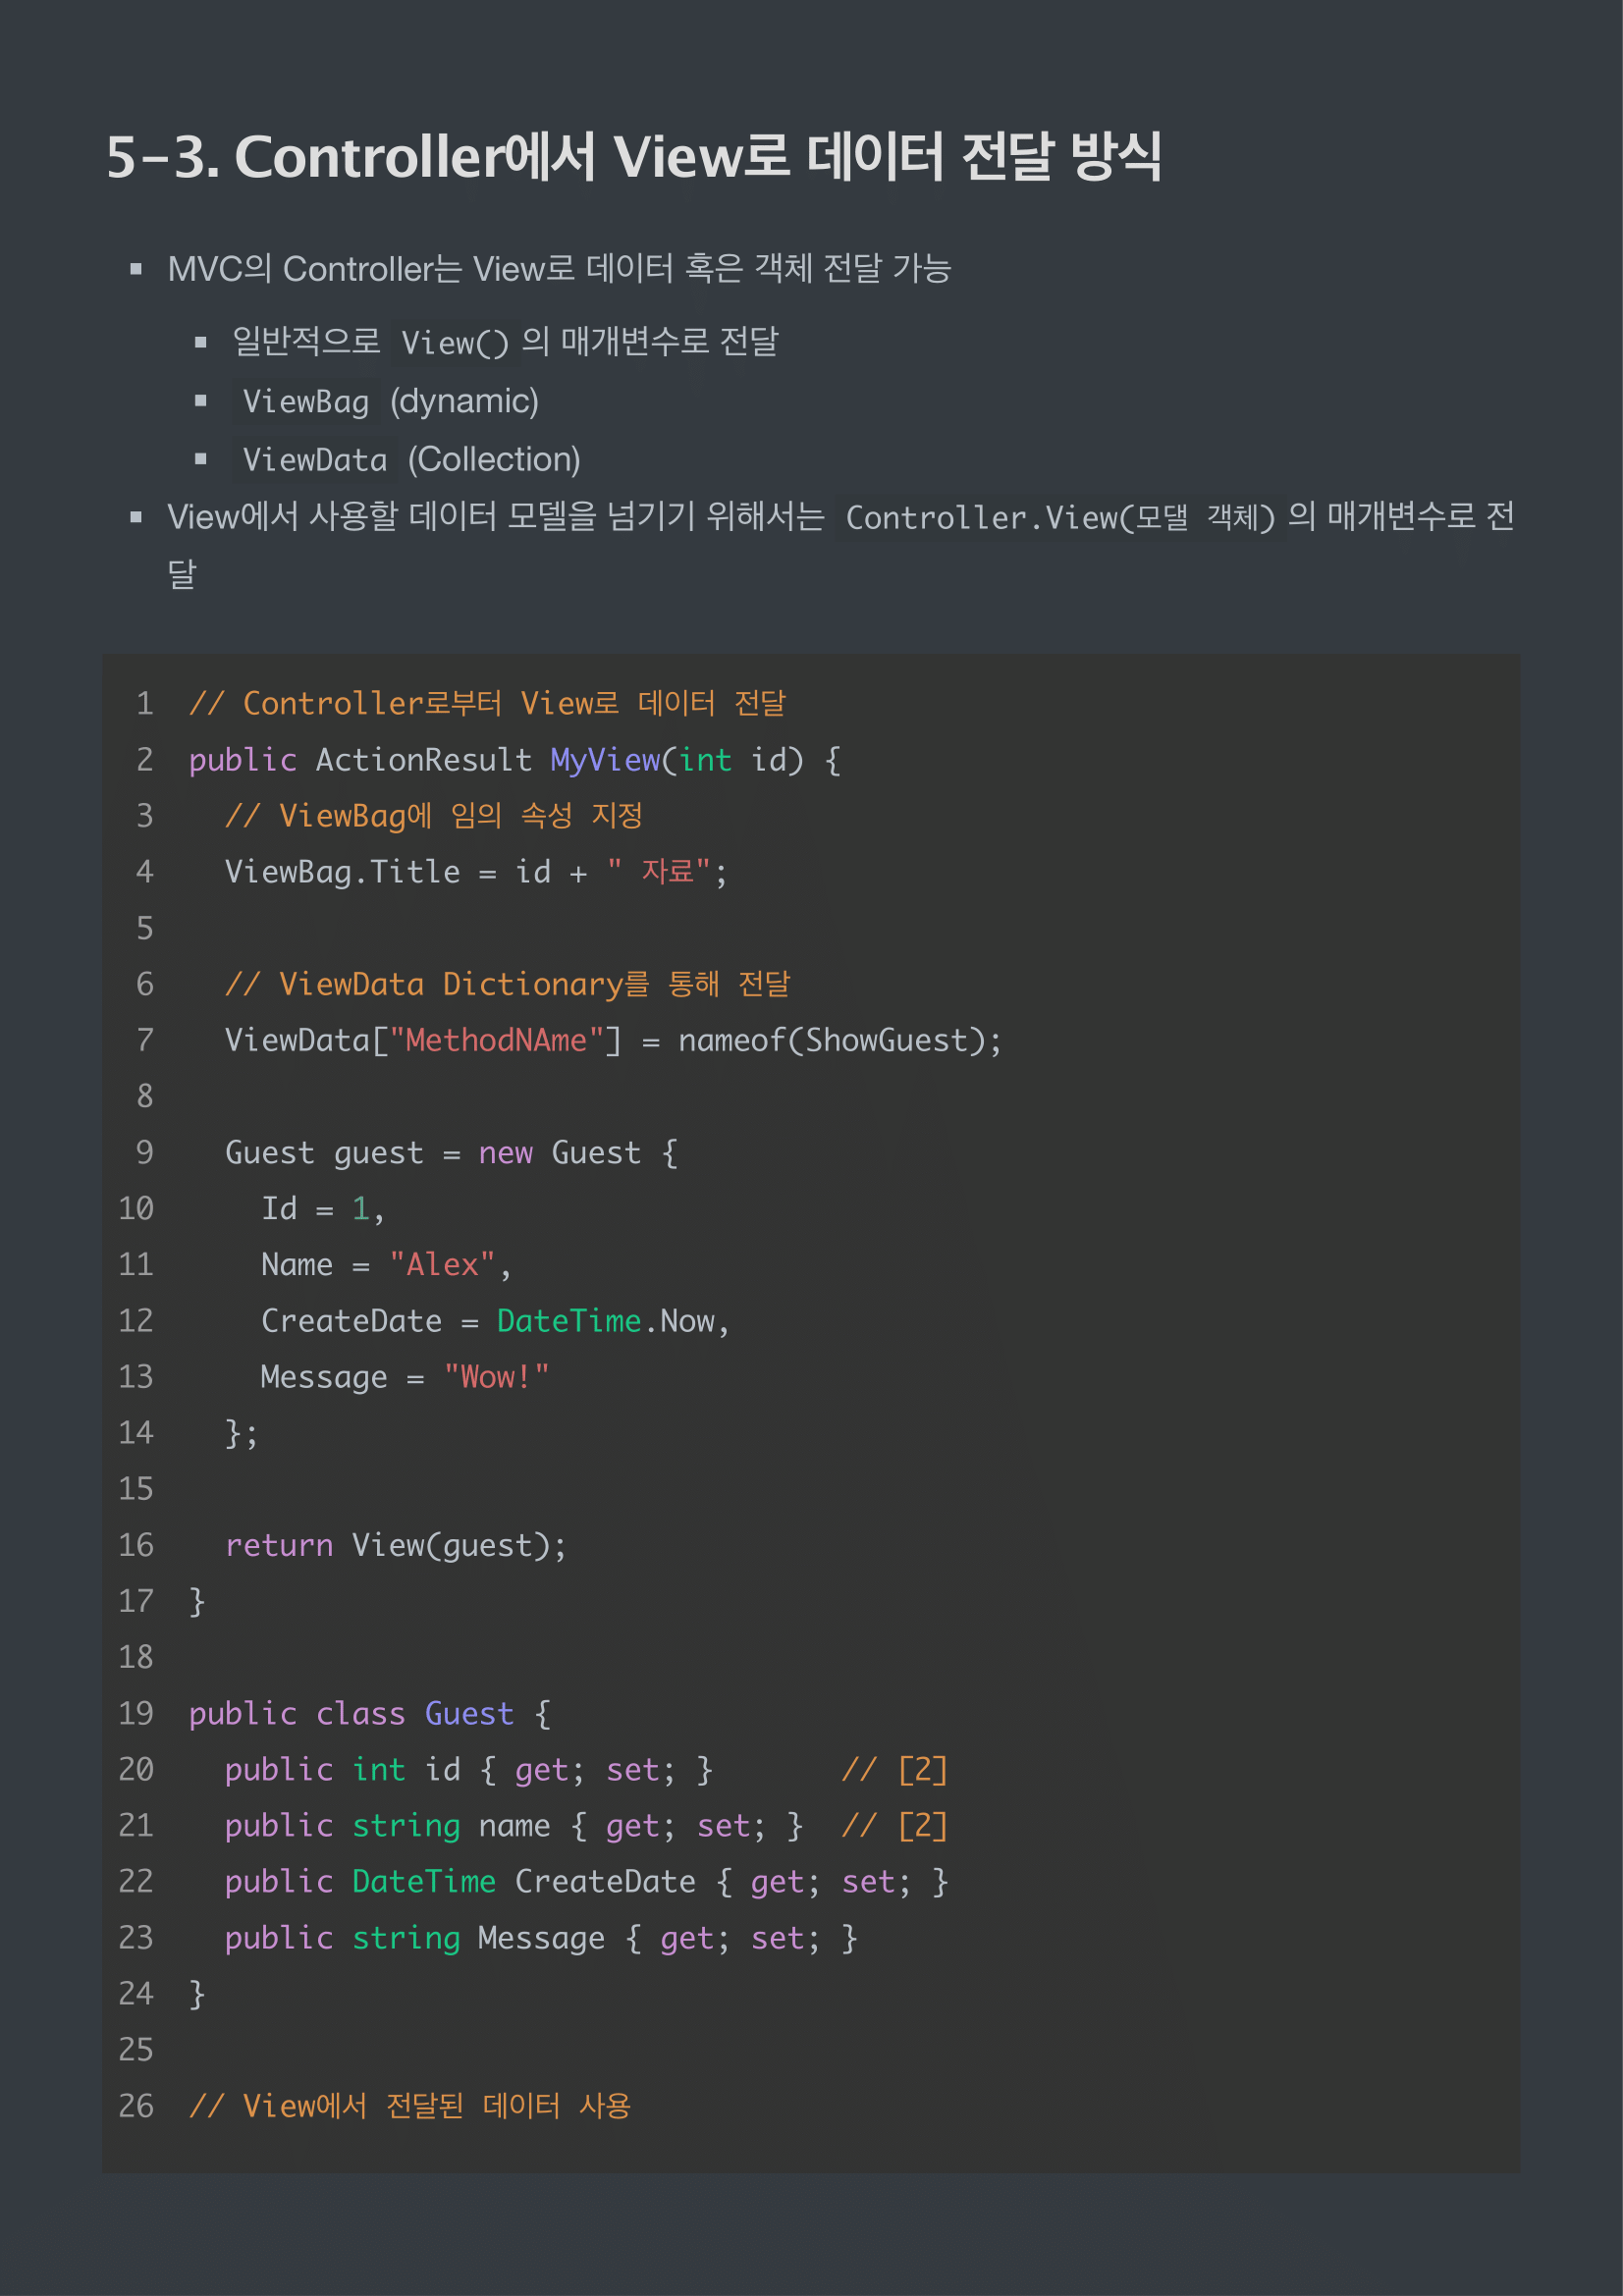 5-3. Controller에서 View로 데이터 전달 방식
▪ MVC의 Controller는 View로 데이터 혹은 객체 전달 가능
▪ 일반적으로 View() 의 매개변수로 전달
▪ ViewBag (dynamic)
▪ ViewData (Collection)
▪ View에서 사용할 데이터 모델을 넘기기 위해서는 Controller.View(모댈 객체) 의 매개변수로 전
달
1 // Controller로부터 View로 데이터 전달
2 public ActionResult MyView(int id) {
3   // ViewBag에 임의 속성 지정
4   ViewBag.Title = id + " 자료";
5
6   // ViewData Dictionary를 통해 전달
7   ViewData["MethodNAme"] = nameof(ShowGuest);
8
9   Guest guest = new Guest {
10     Id = 1,
11     Name = "Alex",
12     CreateDate = DateTime.Now,
13     Message = "Wow!"
14   };
15
16   return View(guest);
17 }
18
19 public class Guest {
20   public int id { get; set; }       // [2]
21   public string name { get; set; }  // [2]
22   public DateTime CreateDate { get; set; }
23   public string Message { get; set; }
24 }
25
26 // View에서 전달된 데이터 사용